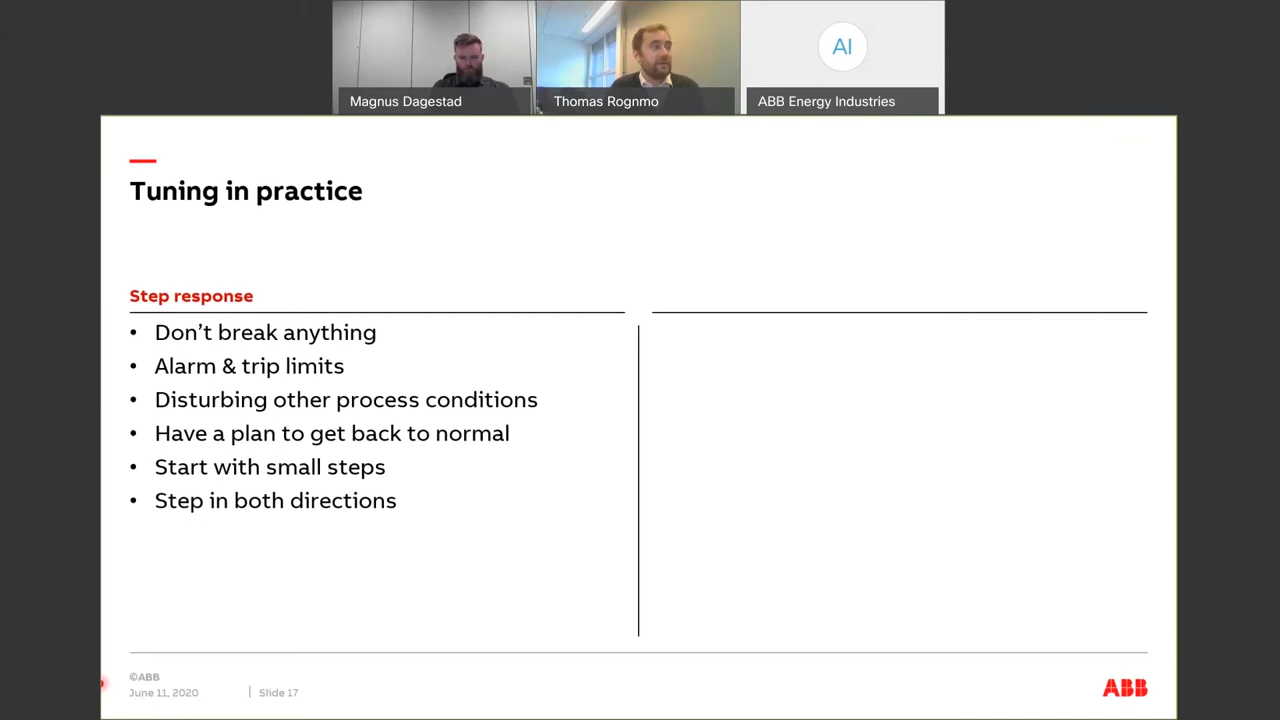 Magnus Dagestad
Thomas Rognmo
AI
ABB Energy Industries
Tuning in practice
Step response
• Don’t break anything
• Alarm & trip limits
• Disturbing other process conditions
• Have a plan to get back to normal
• Start with small steps
• Step in both directions
©ABB
June 11, 2020 | Slide 17
ABB